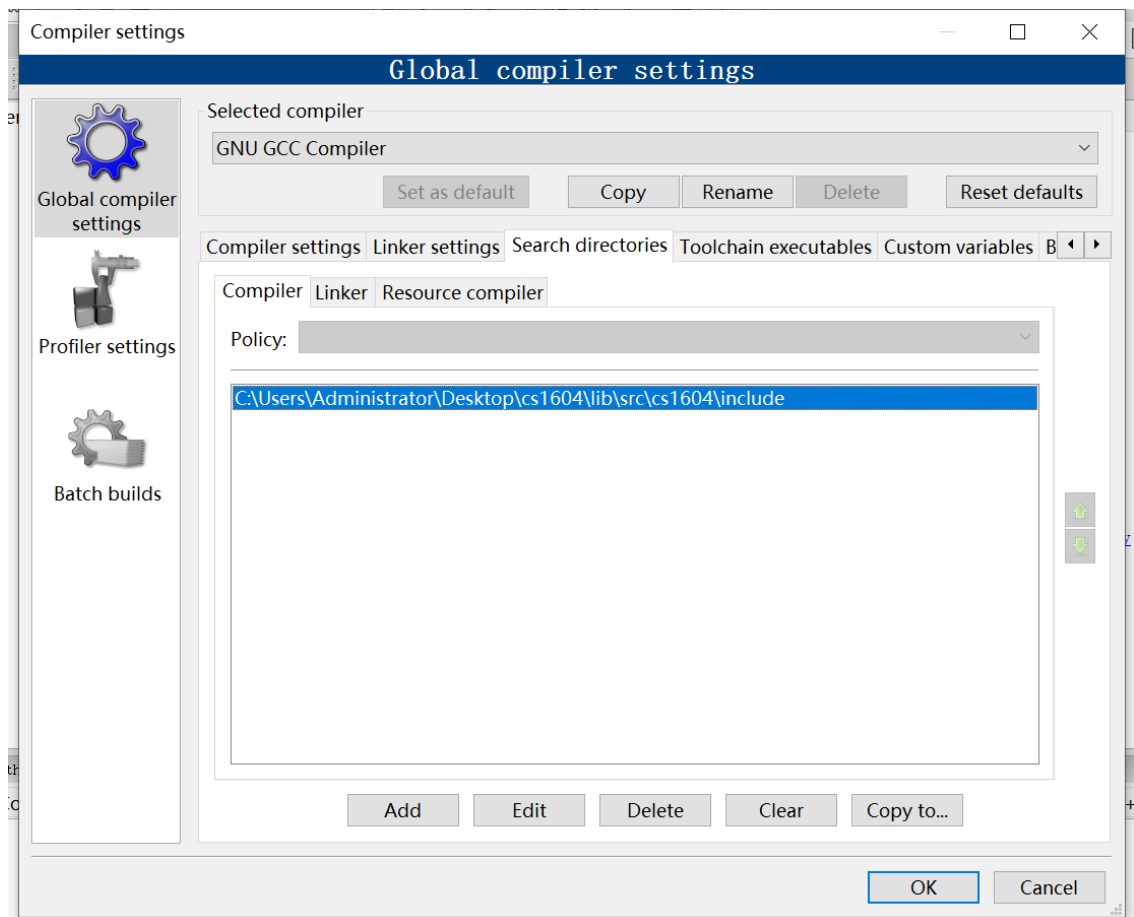 Compiler settings
Global compiler settings
Global compiler
settings
Profiler settings
Batch builds
Selected compiler
GNU GCC Compiler
Set as default Copy Rename Delete Reset defaults
Compiler settings Linker settings Search directories Toolchain executables Custom variables B
Compiler Linker Resource compiler
Policy:
C:\Users\Administrator\Desktop\cs1604\lib\src\cs1604\include
Add Edit Delete Clear Copy to...
OK Cancel